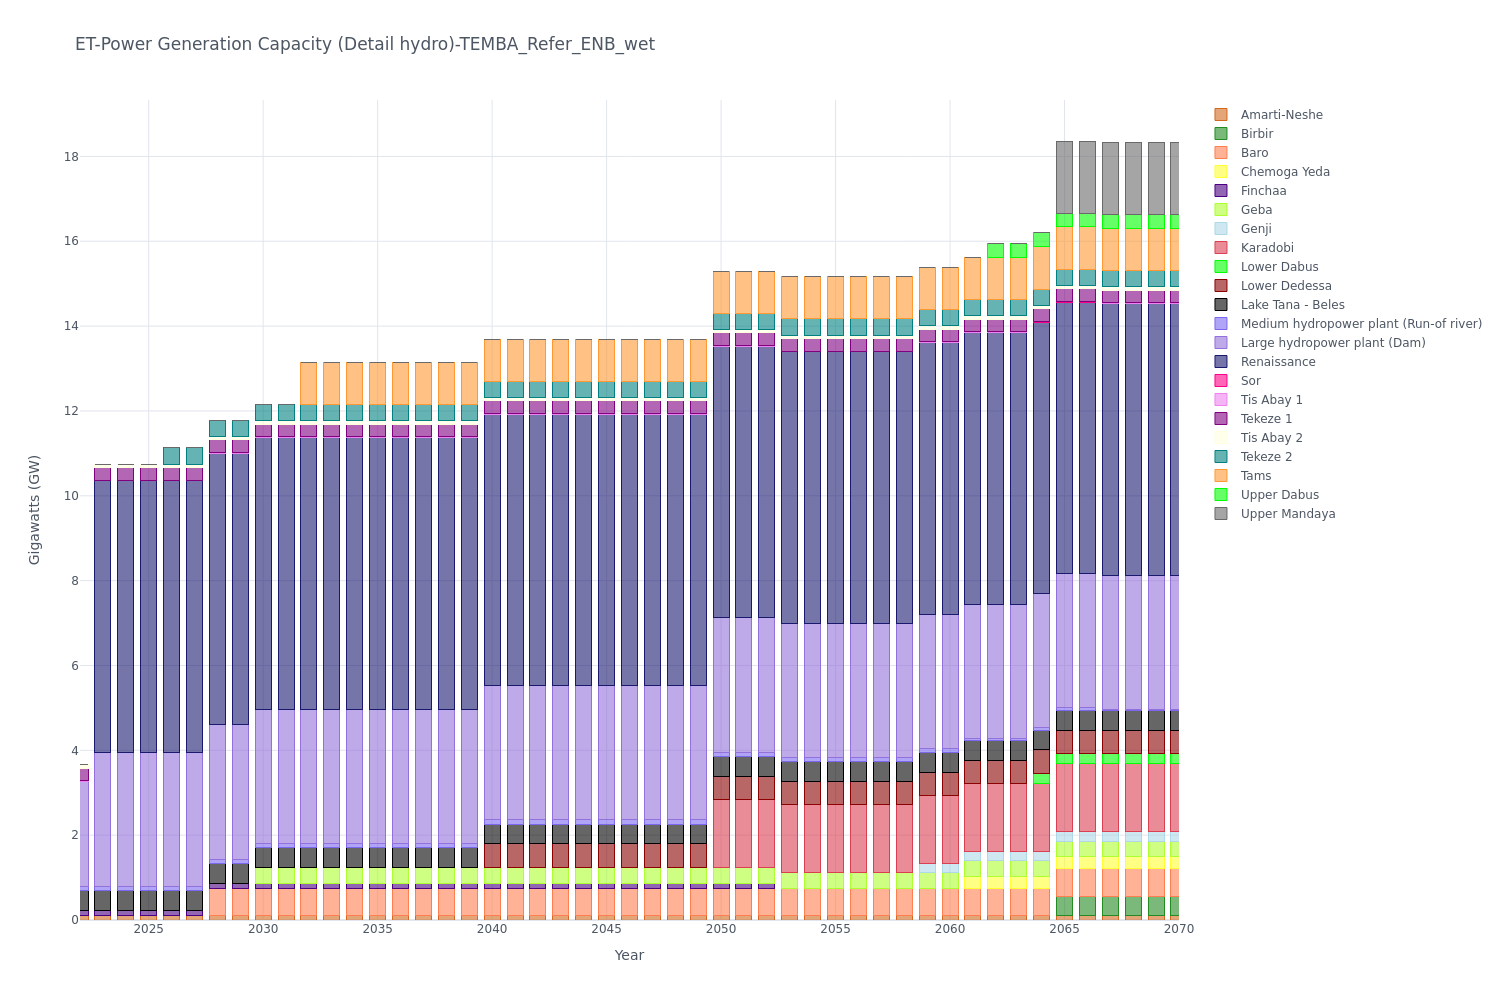 ET-Power Generation Capacity (Detail hydro)-TEMBA_Refer_ENB_wet
Gigawatts (GW)
18
16
14
12
10
8
6
4
2
0
2025
2030
2035
2040
2045
2050
2055
2060
2065
2070
Year
Amarti-Neshe
Birbir
Baro
Chemoga Yeda
Finchaa
Geba
Genji
Karadobi
Lower Dabus
Lower Dedessa
Lake Tana - Beles
Medium hydropower plant (Run-of river)
Large hydropower plant (Dam)
Renaissance
Sor
Tis Abay 1
Tekeze 1
Tis Abay 2
Tekeze 2
Tams
Upper Dabus
Upper Mandaya